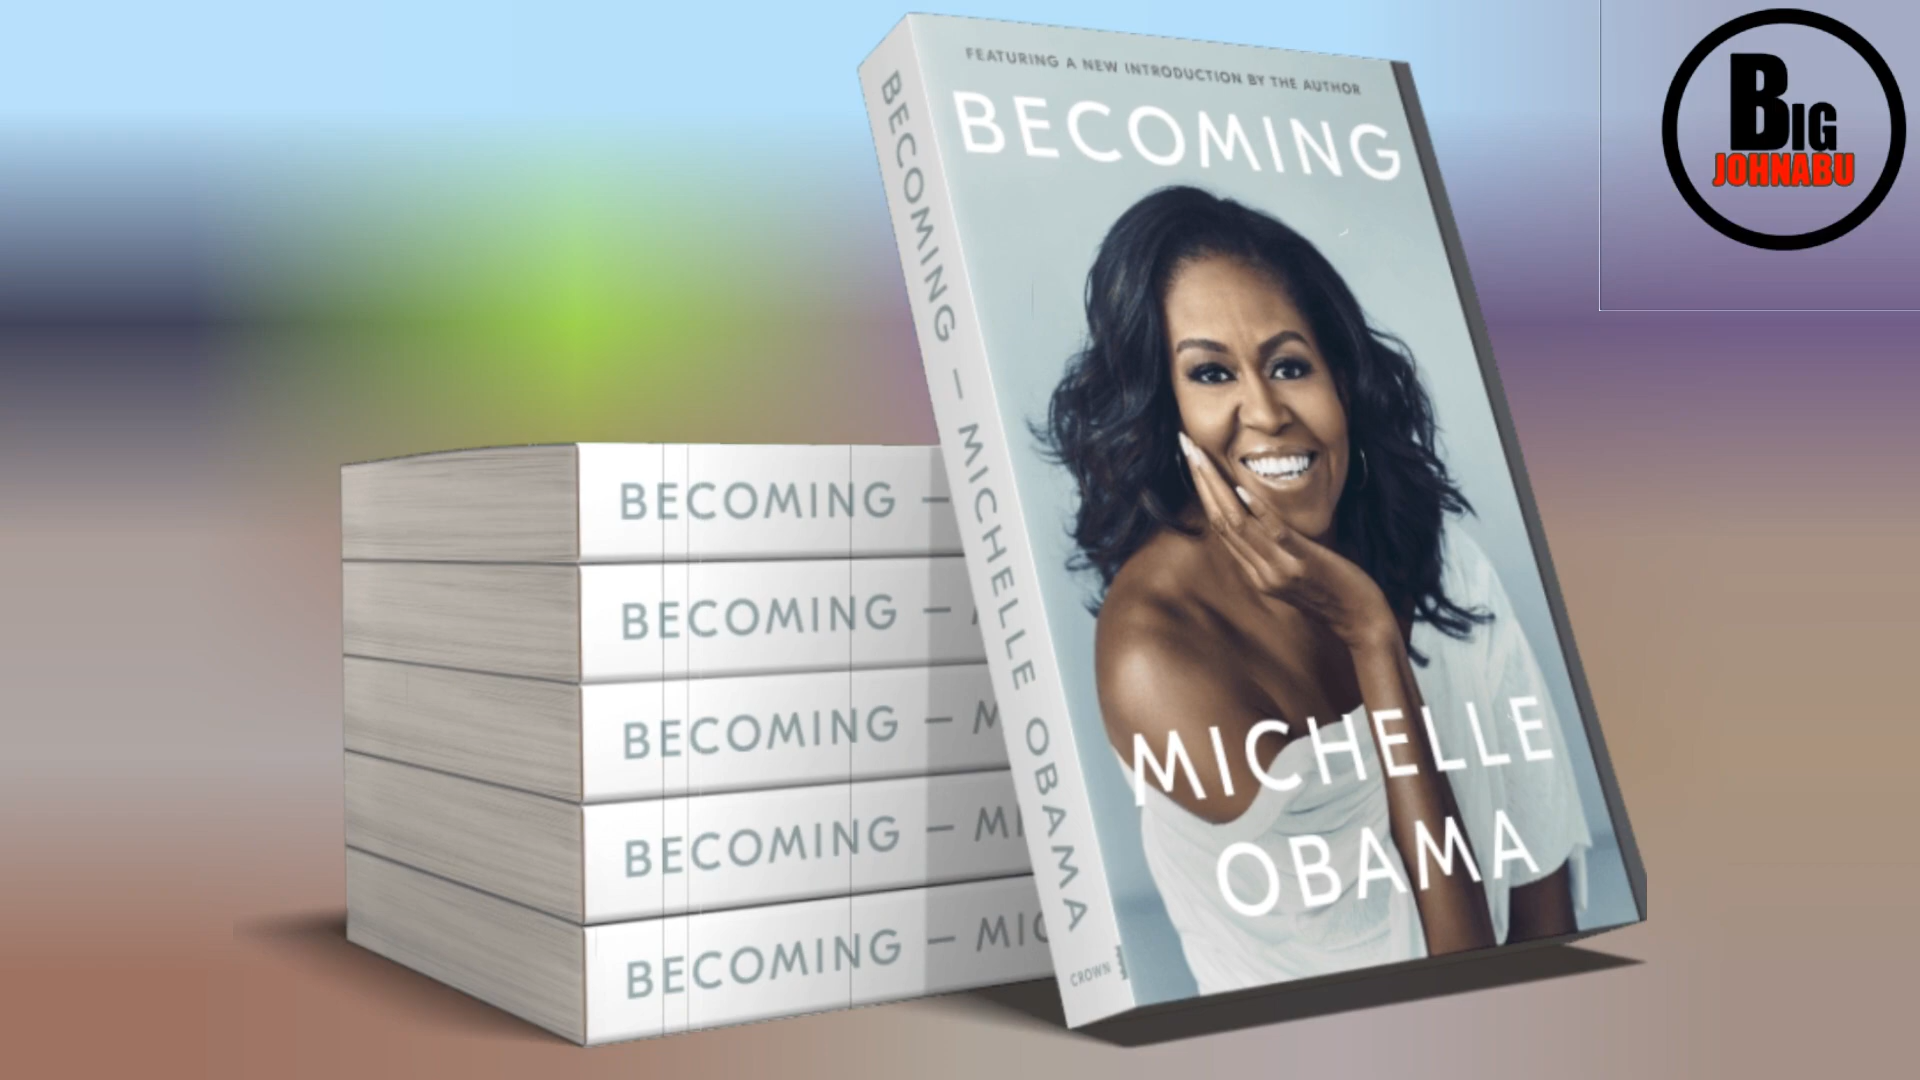 FEATURING A NEW INTRODUCTION BY THE AUTHOR
BECOMING
MICHELLE
OBAMA
BECOMING — MICHELLE OBAMA
CROWN
BECOMING —
BECOMING —
BECOMING — M
BECOMING — MI
BECOMING — MIC
BIG
JOHNABU